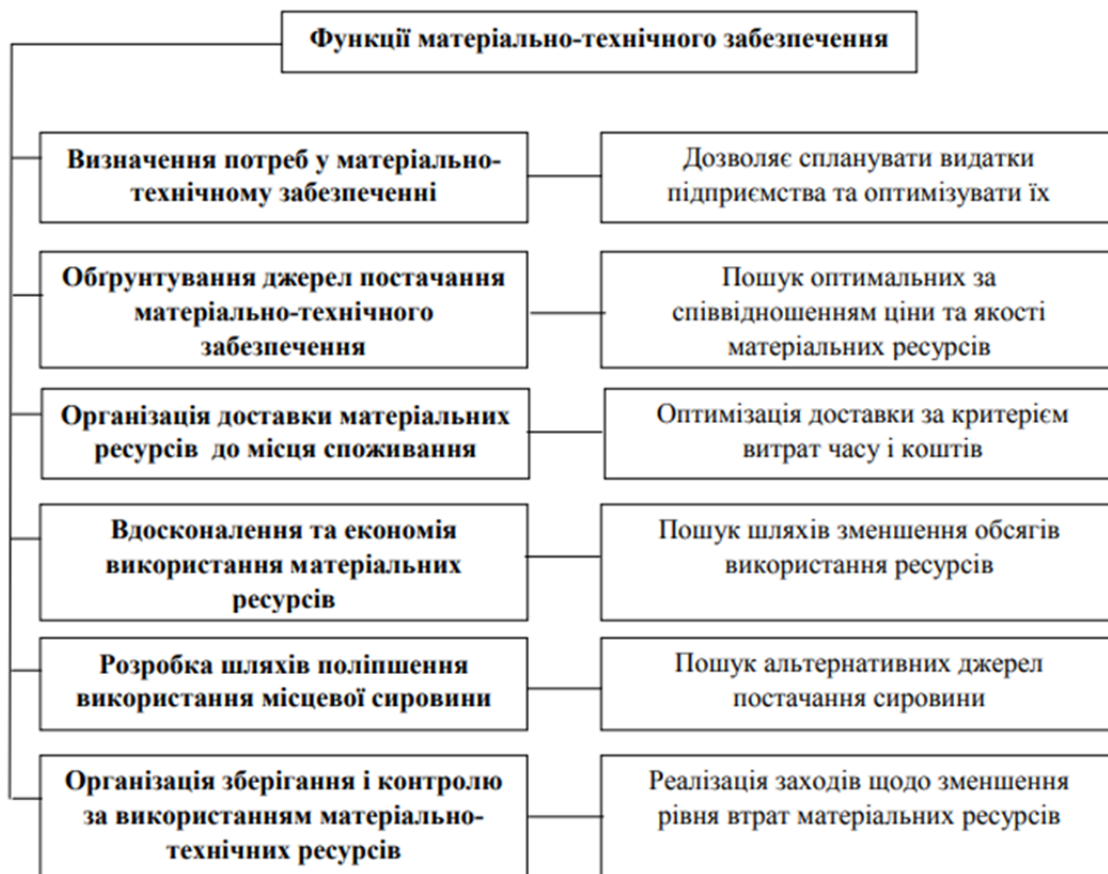 Функції матеріально-технічного забезпечення
Визначення потреб у матеріально-
технічному забезпеченні
Дозволяє спланувати видатки
підприємства та оптимізувати їх
Обґрунтування джерел постачання
матеріально-технічного
забезпечення
Пошук оптимальних за
співвідношенням ціни та якості
матеріальних ресурсів
Організація доставки матеріальних
ресурсів до місця споживання
Оптимізація доставки за критерієм
витрат часу і коштів
Вдосконалення та економія
використання матеріальних
ресурсів
Пошук шляхів зменшення обсягів
використання ресурсів
Розробка шляхів поліпшення
використання місцевої сировини
Пошук альтернативних джерел
постачання сировини
Організація зберігання і контролю
за використанням матеріально-
технічних ресурсів
Реалізація заходів щодо зменшення
рівня втрат матеріальних ресурсів